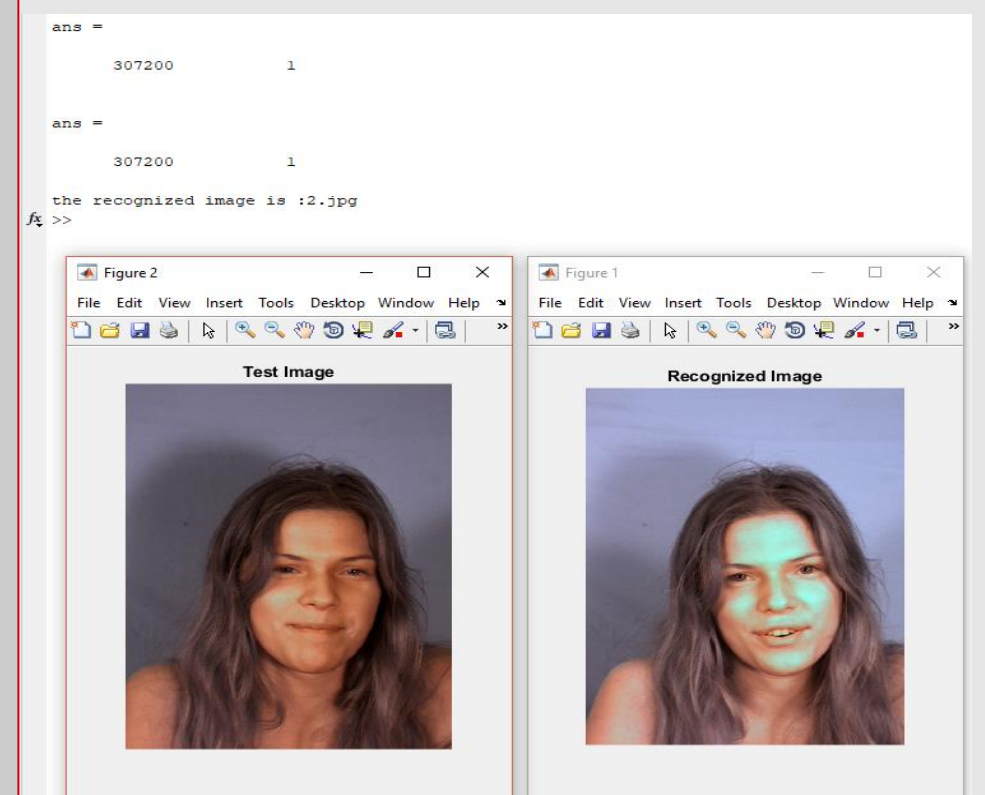 ans =
307200 1
ans =
307200 1
the recognized image is :2.jpg
fx >>
Figure 2
File Edit View Insert Tools Desktop Window Help
Test Image
Figure 1
File Edit View Insert Tools Desktop Window Help
Recognized Image